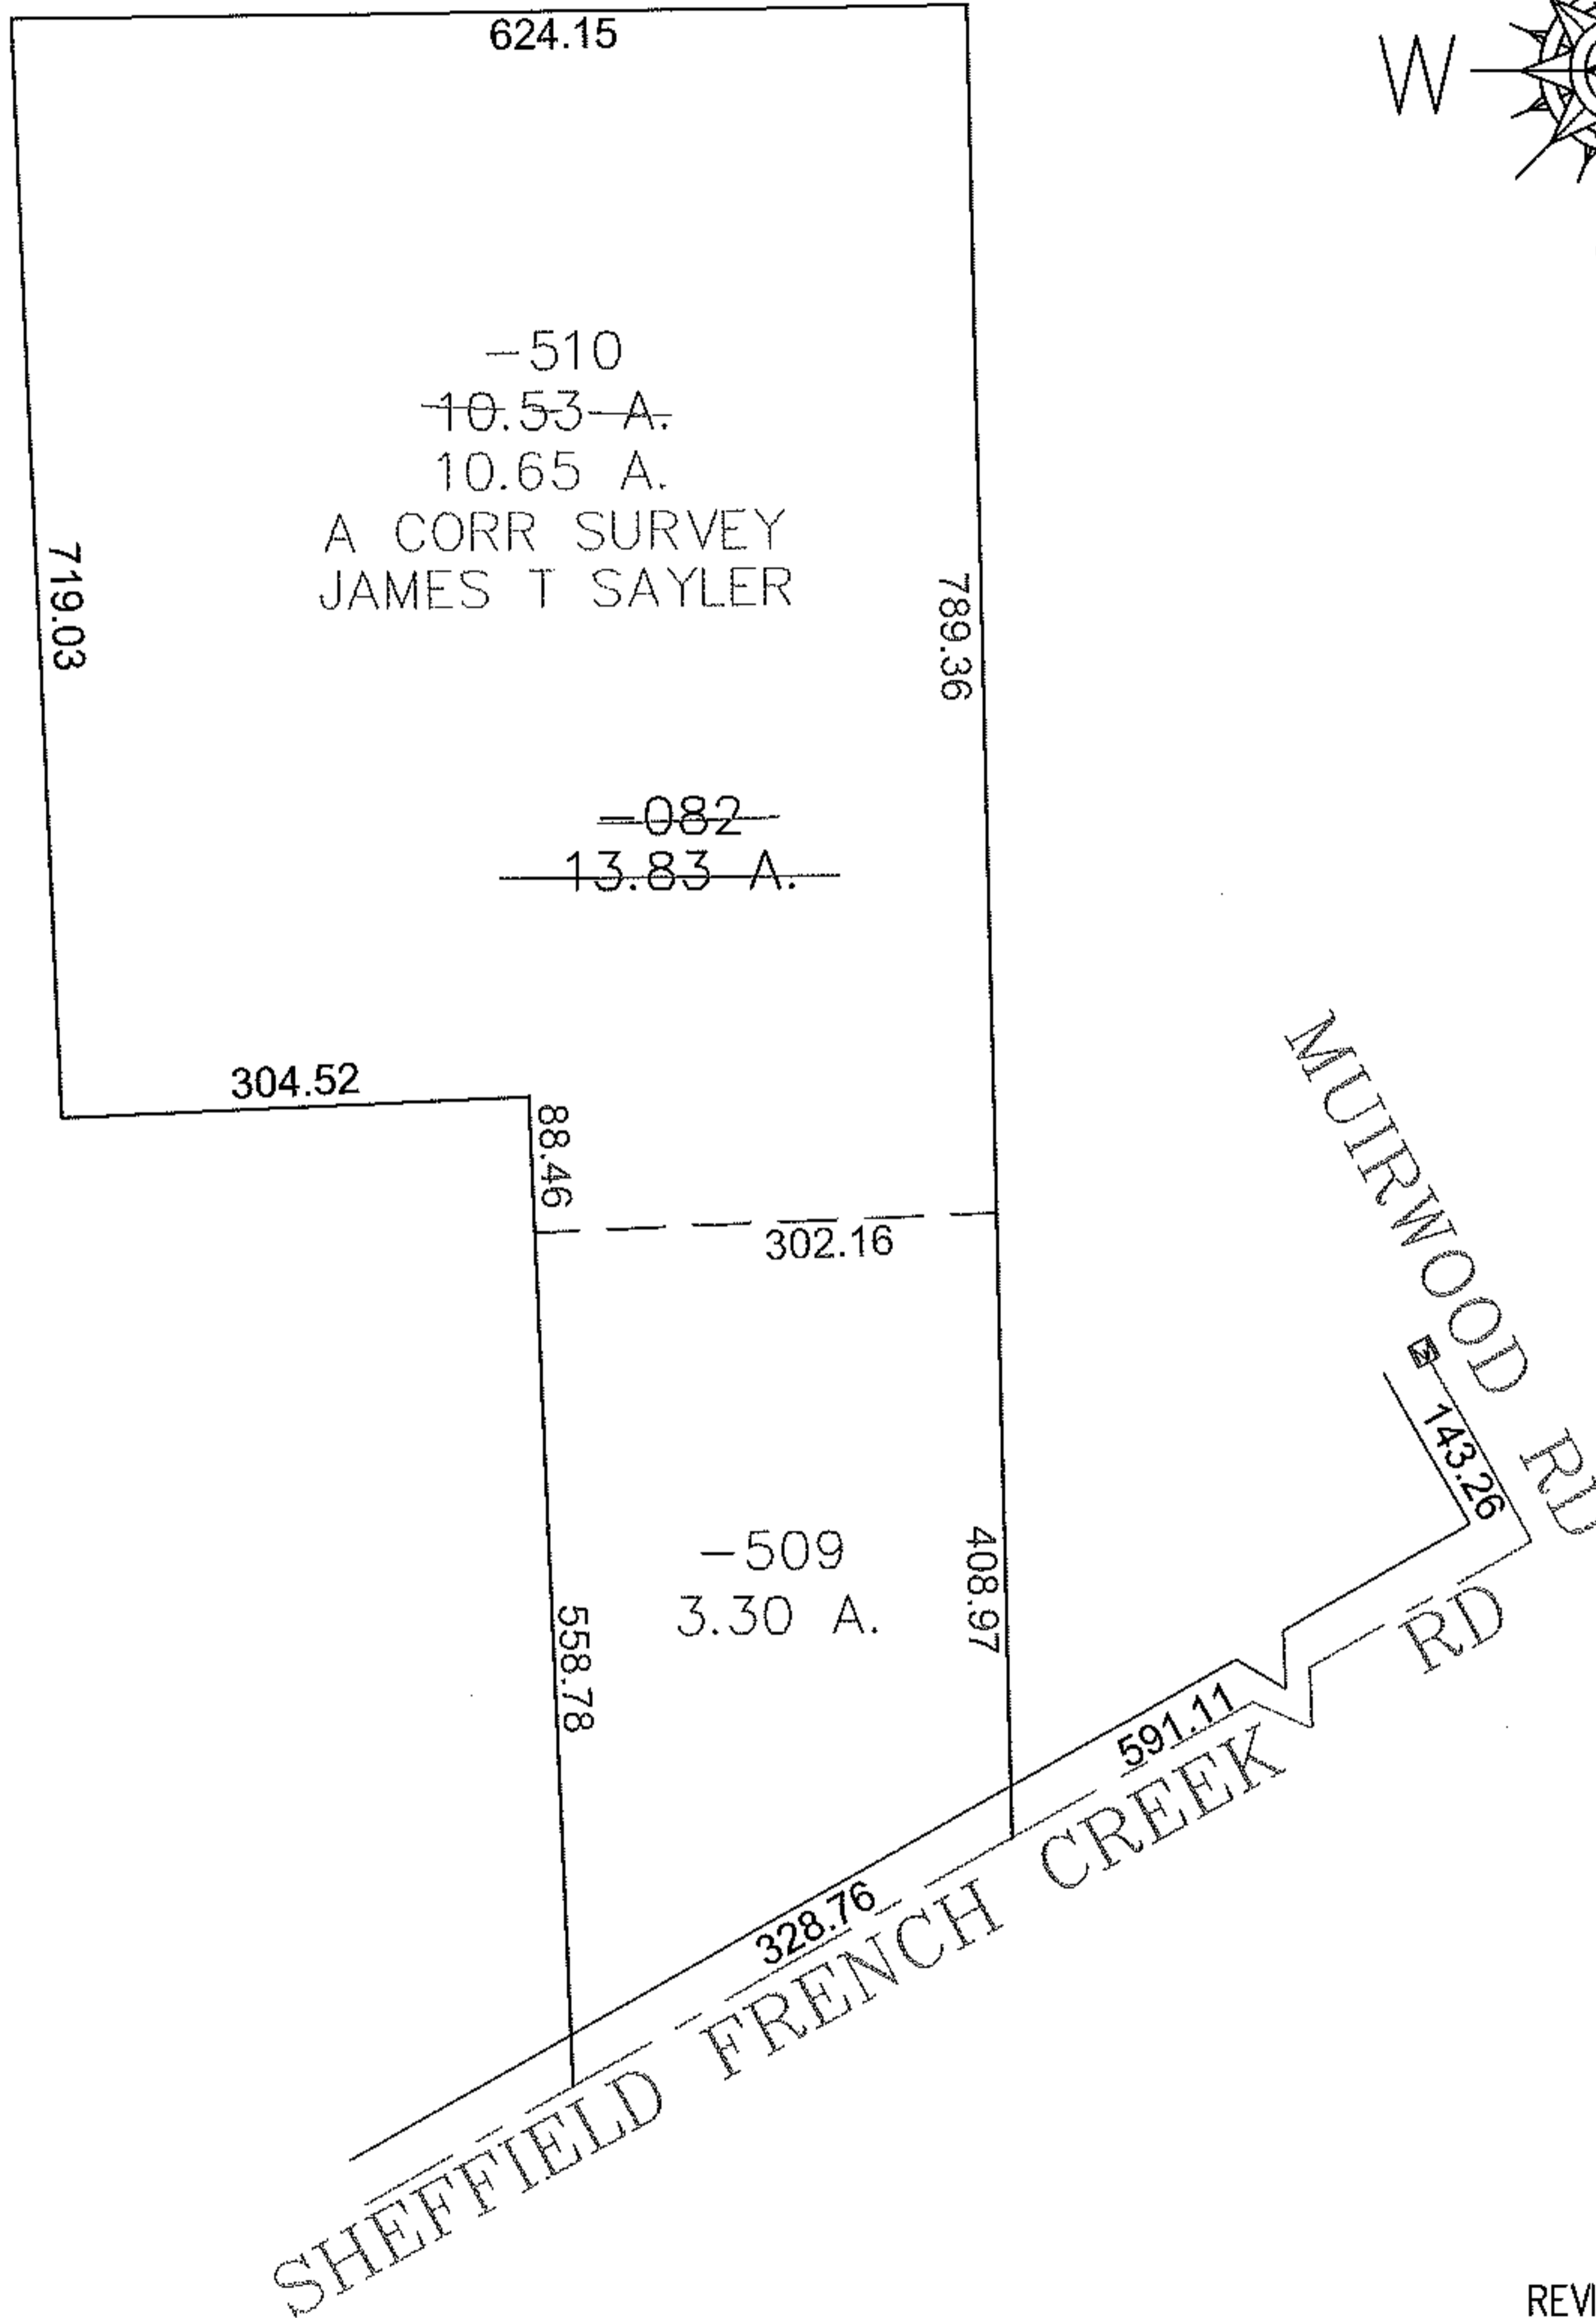 624.15
W
-510
10.53 A.
10.65 A.
A CORR SURVEY
JAMES T SAYLER
719.03
789.36
-082
13.83 A.
304.52
88.46
302.16
MUIRWOOD RD
143.26
-509
3.30 A.
408.97
558.78
591.11
328.76
SHEFFIELD FRENCH CREEK RD
REVI